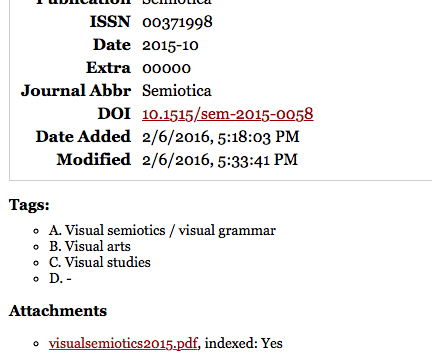 Publication Semiotica
ISSN 00371998
Date 2015-10
Extra 00000
Journal Abbr Semiotica
DOI 10.1515/sem-2015-0058
Date Added 2/6/2016, 5:18:03 PM
Modified 2/6/2016, 5:33:41 PM
Tags:
A. Visual semiotics / visual grammar
B. Visual arts
C. Visual studies
D. -
Attachments
visualsemiotics2015.pdf, indexed: Yes